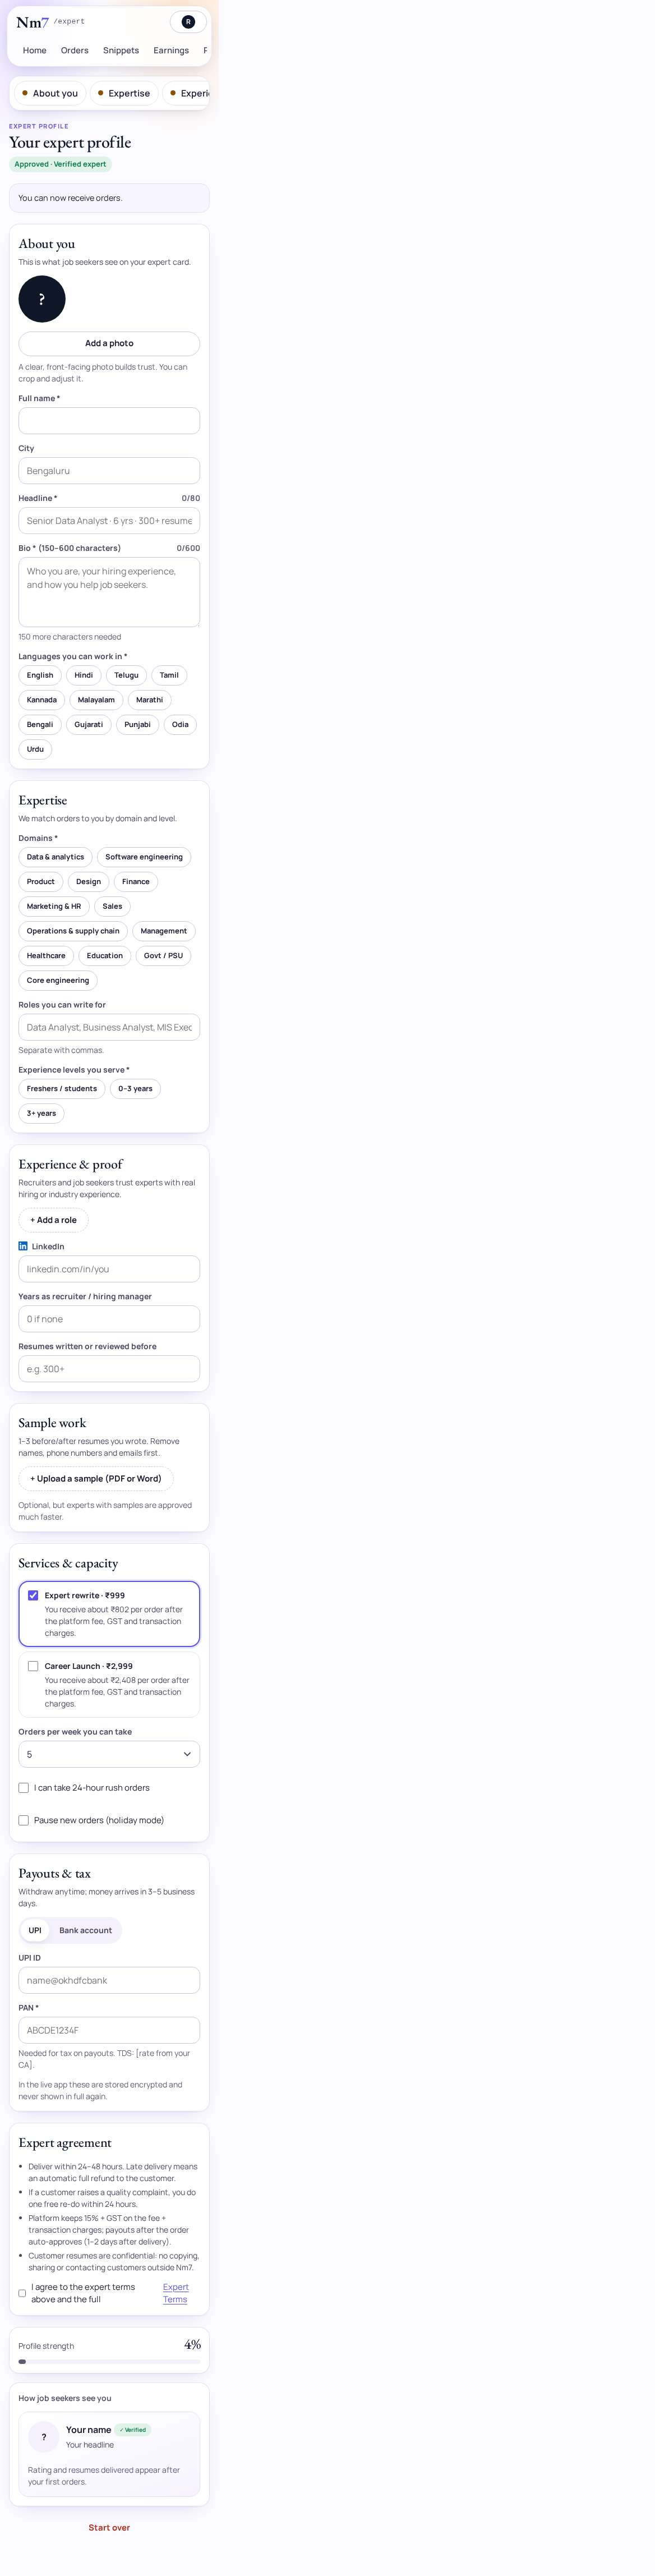 Nm7 /expert
R
Home Orders Snippets Earnings
About you Expertise
EXPERT PROFILE
Your expert profile
Approved · Verified expert
You can now receive orders.
About you
This is what job seekers see on your expert card.
?
Add a photo
A clear, front-facing photo builds trust. You can
crop and adjust it.
Full name *
City
Bengaluru
Headline * 0/80
Senior Data Analyst · 6 yrs · 300+ resume
Bio * (150–600 characters) 0/600
Who you are, your hiring experience,
and how you help job seekers.
150 more characters needed
Languages you can work in *
English Hindi Telugu Tamil
Kannada Malayalam Marathi
Bengali Gujarati Punjabi Odia
Urdu
Expertise
We match orders to you by domain and level.
Domains *
Data & analytics Software engineering
Product Design Finance
Marketing & HR Sales
Operations & supply chain Management
Healthcare Education Govt / PSU
Core engineering
Roles you can write for
Data Analyst, Business Analyst, MIS Exec
Separate with commas.
Experience levels you serve *
Freshers / students 0–3 years
3+ years
Experience & proof
Recruiters and job seekers trust experts with real
hiring or industry experience.
+ Add a role
in LinkedIn
linkedin.com/in/you
Years as recruiter / hiring manager
0 if none
Resumes written or reviewed before
e.g. 300+
Sample work
1–3 before/after resumes you wrote. Remove
names, phone numbers and emails first.
+ Upload a sample (PDF or Word)
Optional, but experts with samples are approved
much faster.
Services & capacity
Expert rewrite · ₹999
You receive about ₹802 per order after
the platform fee, GST and transaction
charges.
Career Launch · ₹2,999
You receive about ₹2,408 per order after
the platform fee, GST and transaction
charges.
Orders per week you can take
5
I can take 24-hour rush orders
Pause new orders (holiday mode)
Payouts & tax
Withdraw anytime; money arrives in 3–5 business
days.
UPI Bank account
UPI ID
name@okhdfcbank
PAN *
ABCDE1234F
Needed for tax on payouts. TDS: [rate from your
CA].
In the live app these are stored encrypted and
never shown in full again.
Expert agreement
• Deliver within 24–48 hours. Late delivery means
an automatic full refund to the customer.
• If a customer raises a quality complaint, you do
one free re-do within 24 hours.
• Platform keeps 15% + GST on the fee +
transaction charges; payouts after the order
auto-approves (1–2 days after delivery).
• Customer resumes are confidential: no copying,
sharing or contacting customers outside Nm7.
I agree to the expert terms Expert
above and the full Terms
Profile strength 4%
How job seekers see you
?
Your name ✓ Verified
Your headline
Rating and resumes delivered appear after
your first orders.
Start over